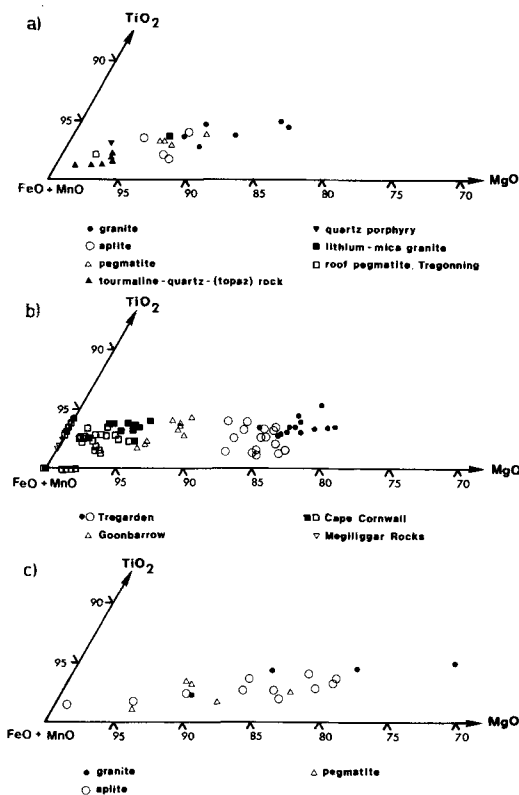 a)
TiO2
90
95
FeO + MnO
95 90 85 80 75 70
MgO
● granite
○ aplite
△ pegmatite
▲ tourmaline-quartz-(topaz) rock
▼ quartz porphyry
■ lithium-mica granite
□ roof pegmatite, Tregonning
b)
TiO2
90
95
FeO + MnO
95 90 85 80 75 70
MgO
●○ Tregarden
△ Goonbarrow
■□ Cape Cornwall
▽ Megiliggar Rocks
c)
TiO2
90
95
FeO + MnO
95 90 85 80 75 70
MgO
● granite
○ aplite
△ pegmatite